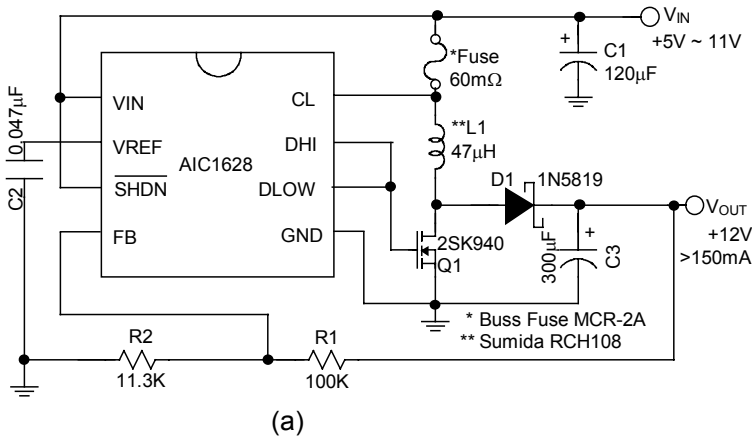 VIN
+5V ~ 11V
+
C1
120µF
*Fuse
60mΩ
0.047µF
C2
VIN
VREF
SHDN
FB
AIC1628
CL
DHI
DLOW
GND
**L1
47µH
D1
1N5819
2SK940
Q1
300µF
+
C3
VOUT
+12V
>150mA
* Buss Fuse MCR-2A
** Sumida RCH108
R2
11.3K
R1
100K
(a)